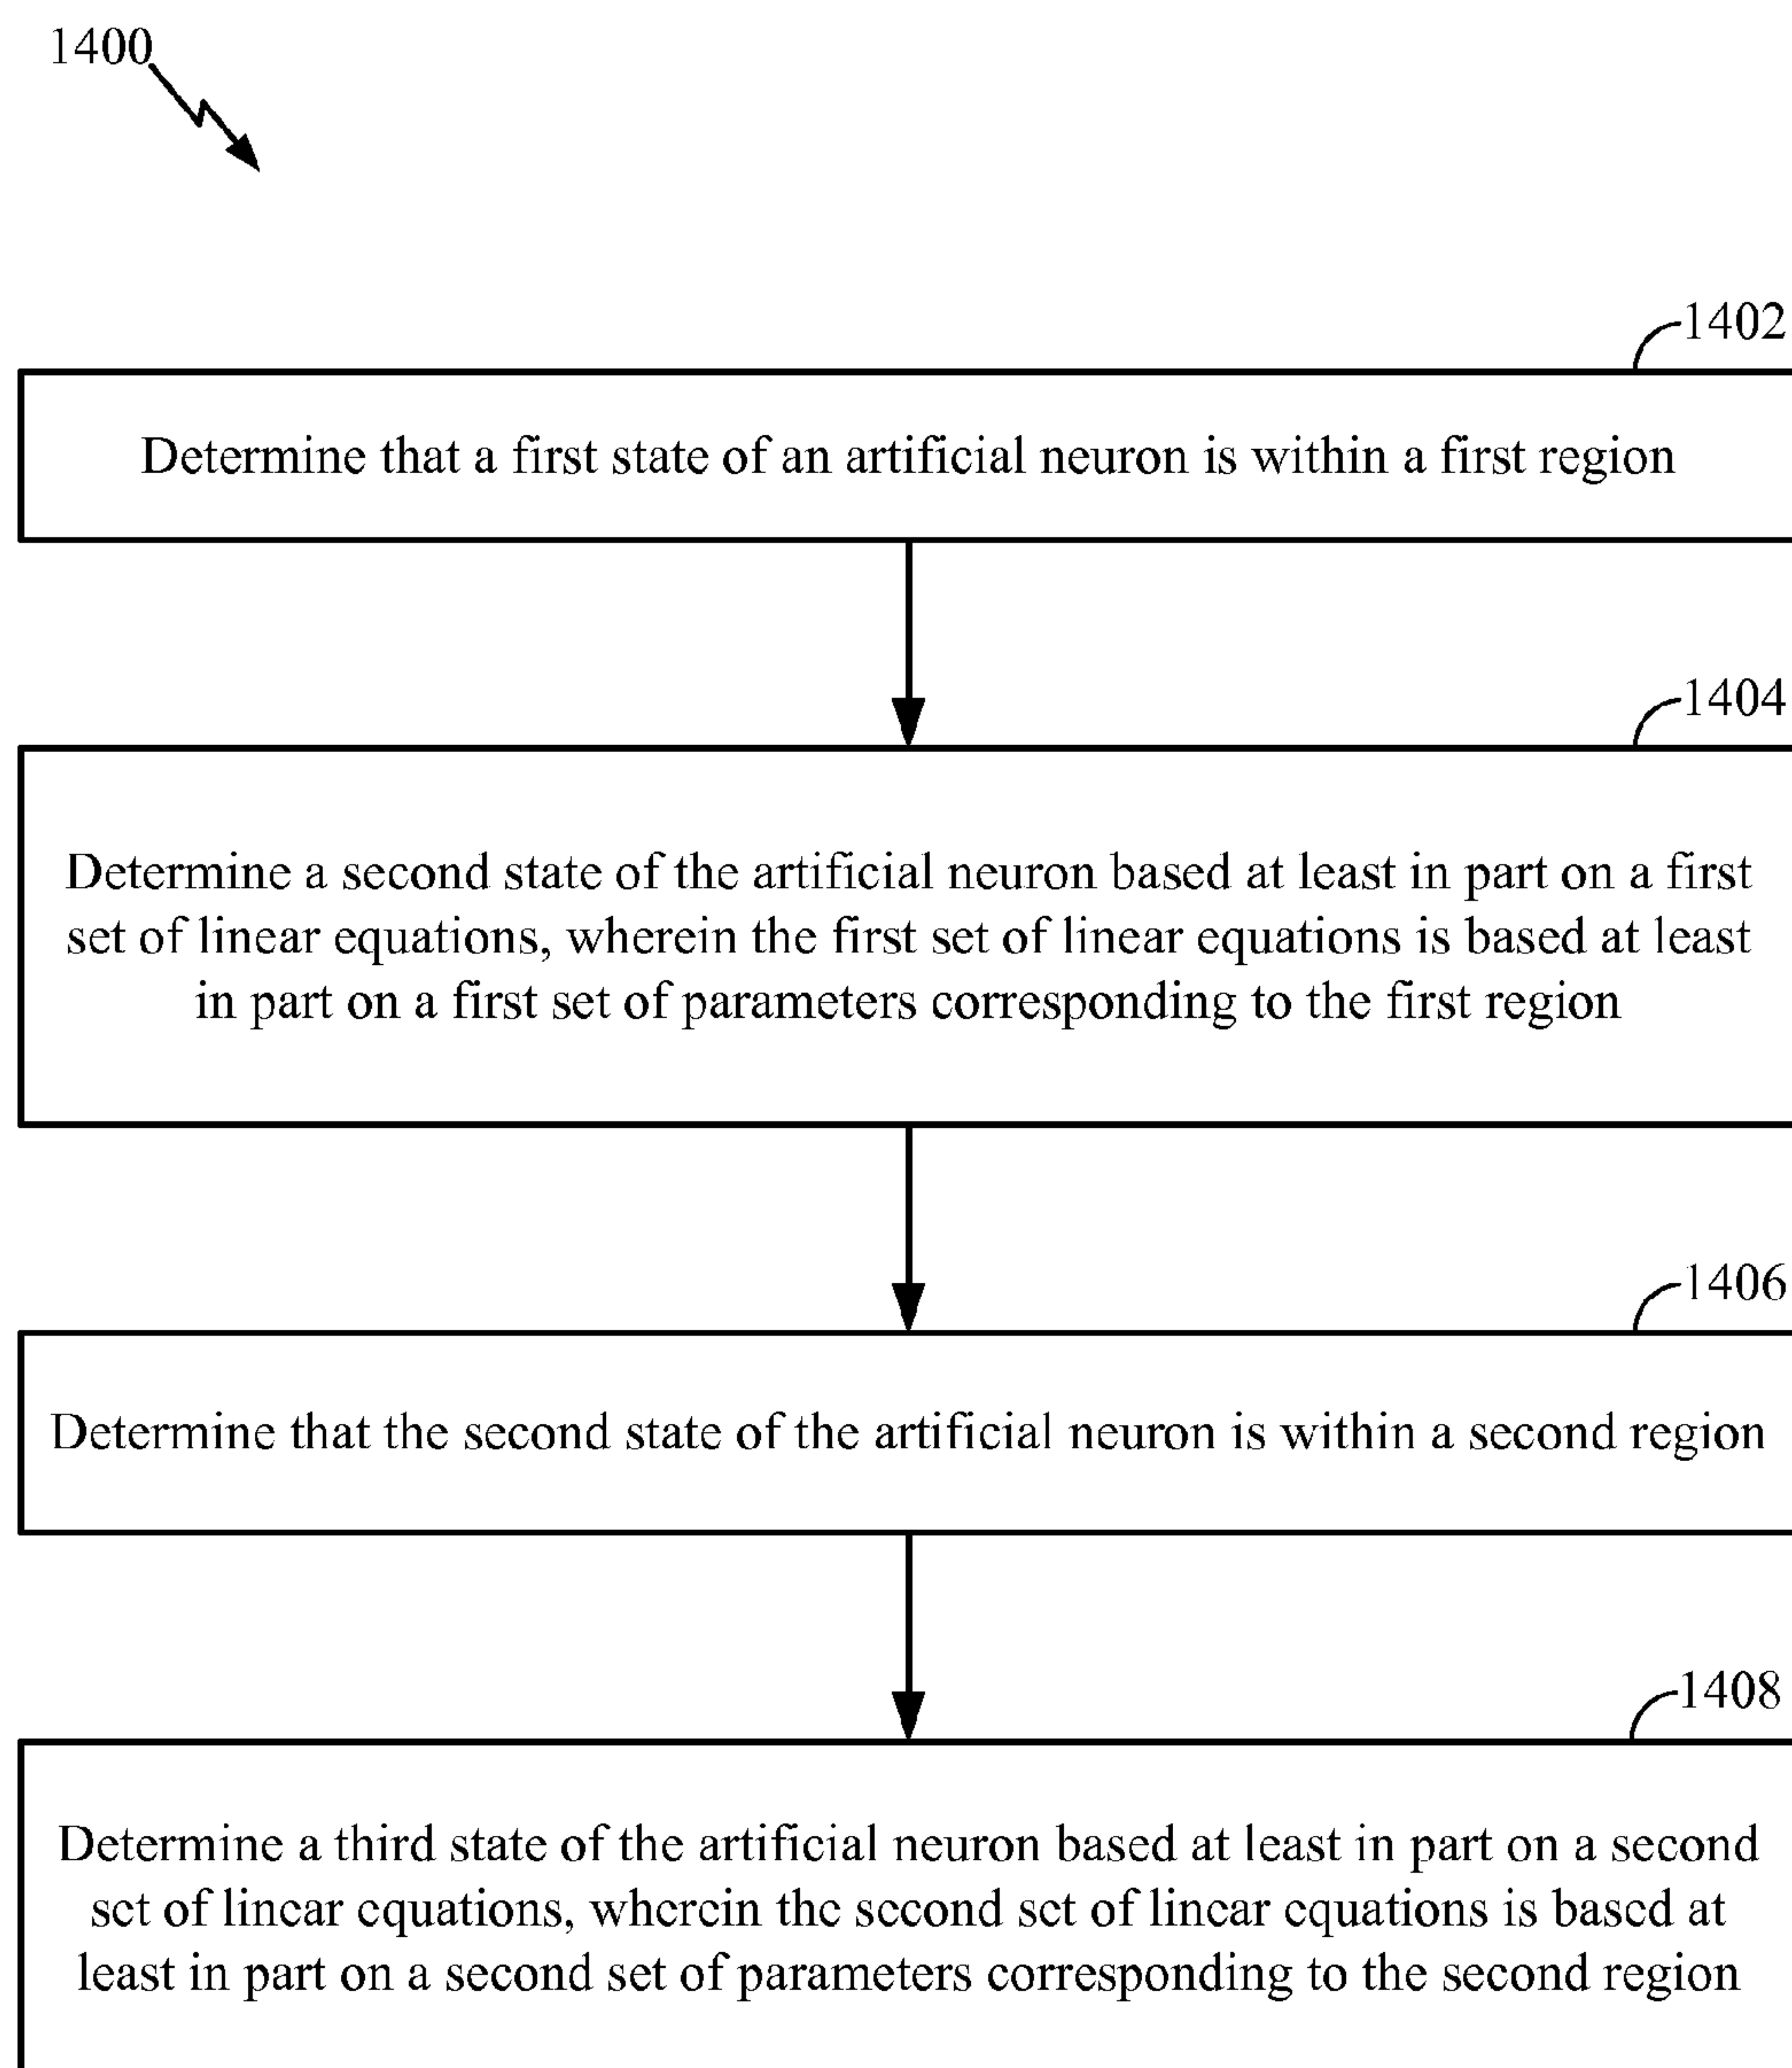 1400
1402
Determine that a first state of an artificial neuron is within a first region
1404
Determine a second state of the artificial neuron based at least in part on a first
set of linear equations, wherein the first set of linear equations is based at least
in part on a first set of parameters corresponding to the first region
1406
Determine that the second state of the artificial neuron is within a second region
1408
Determine a third state of the artificial neuron based at least in part on a second
set of linear equations, wherein the second set of linear equations is based at
least in part on a second set of parameters corresponding to the second region